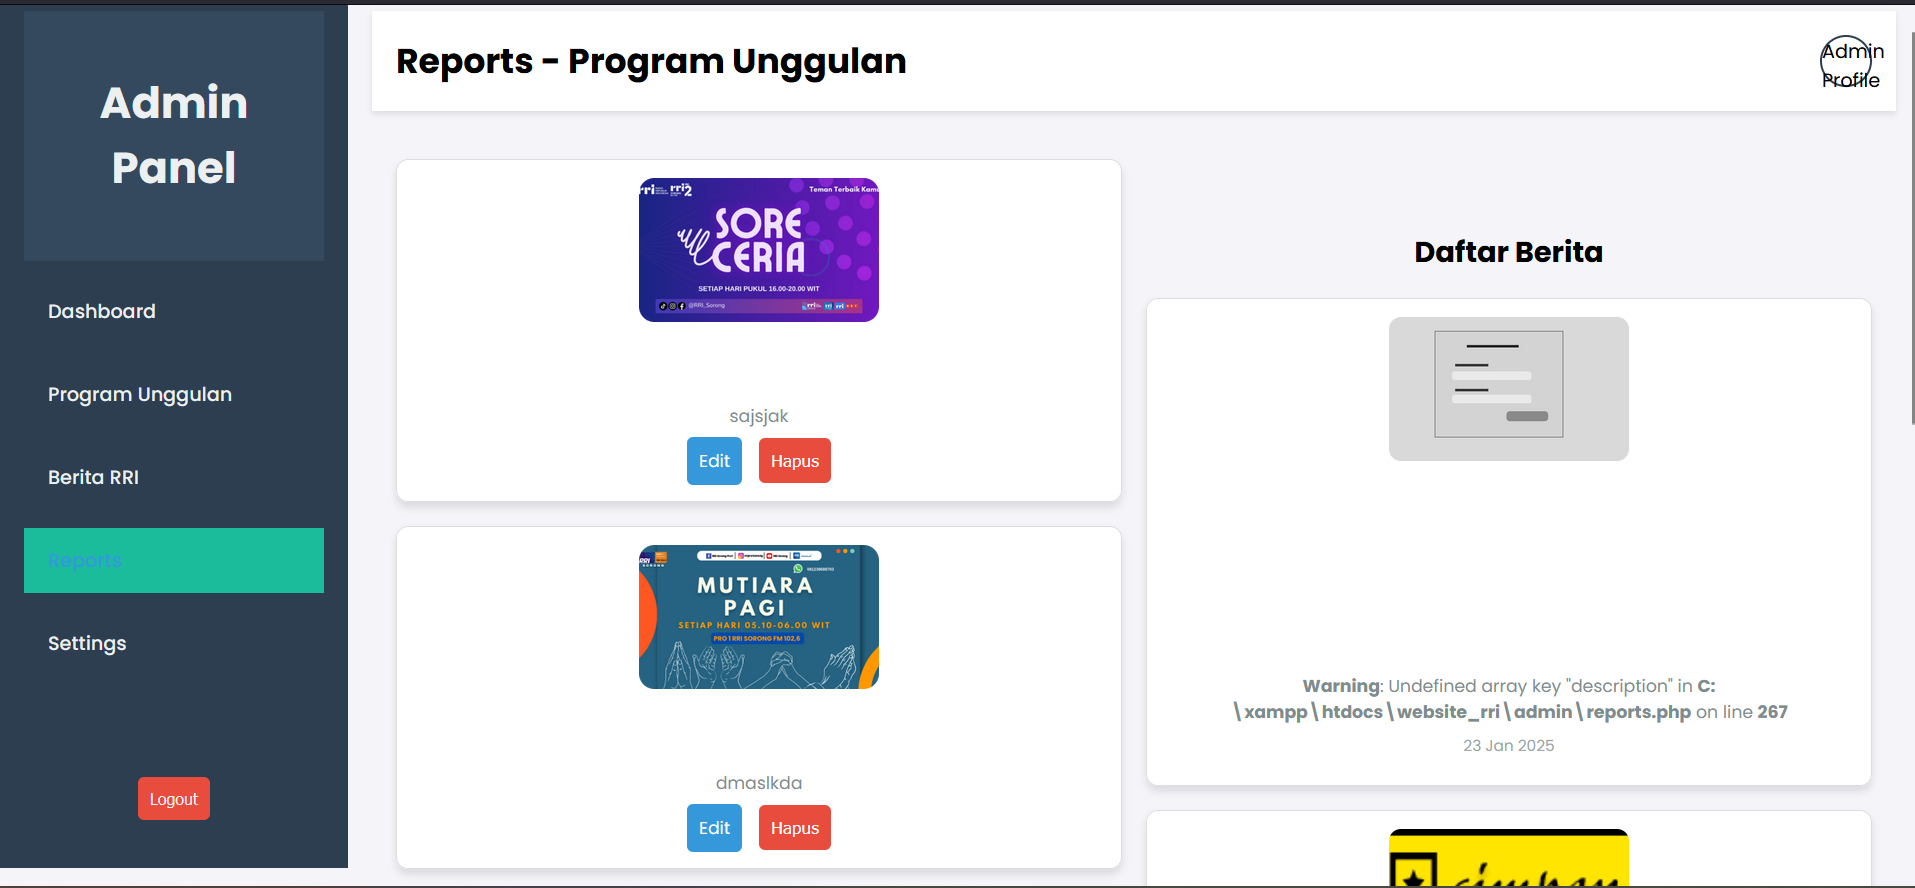 Admin
Panel
Dashboard
Program Unggulan
Berita RRI
Reports
Settings
Logout
Reports - Program Unggulan
Admin
Profile
rri rri2
Teman Terbaik Kamu
SORE
CERIA
SETIAP HARI PUKUL 16.00-20.00 WIT
@RRI_Sorong
sajsjak
Edit Hapus
MUTIARA
PAGI
SETIAP HARI 05.10-06.00 WIT
PRO 1 RRI SORONG FM 102,6
dmaslkda
Edit Hapus
Daftar Berita
Warning: Undefined array key "description" in C:
\xampp\htdocs\website_rri\admin\reports.php on line 267
23 Jan 2025